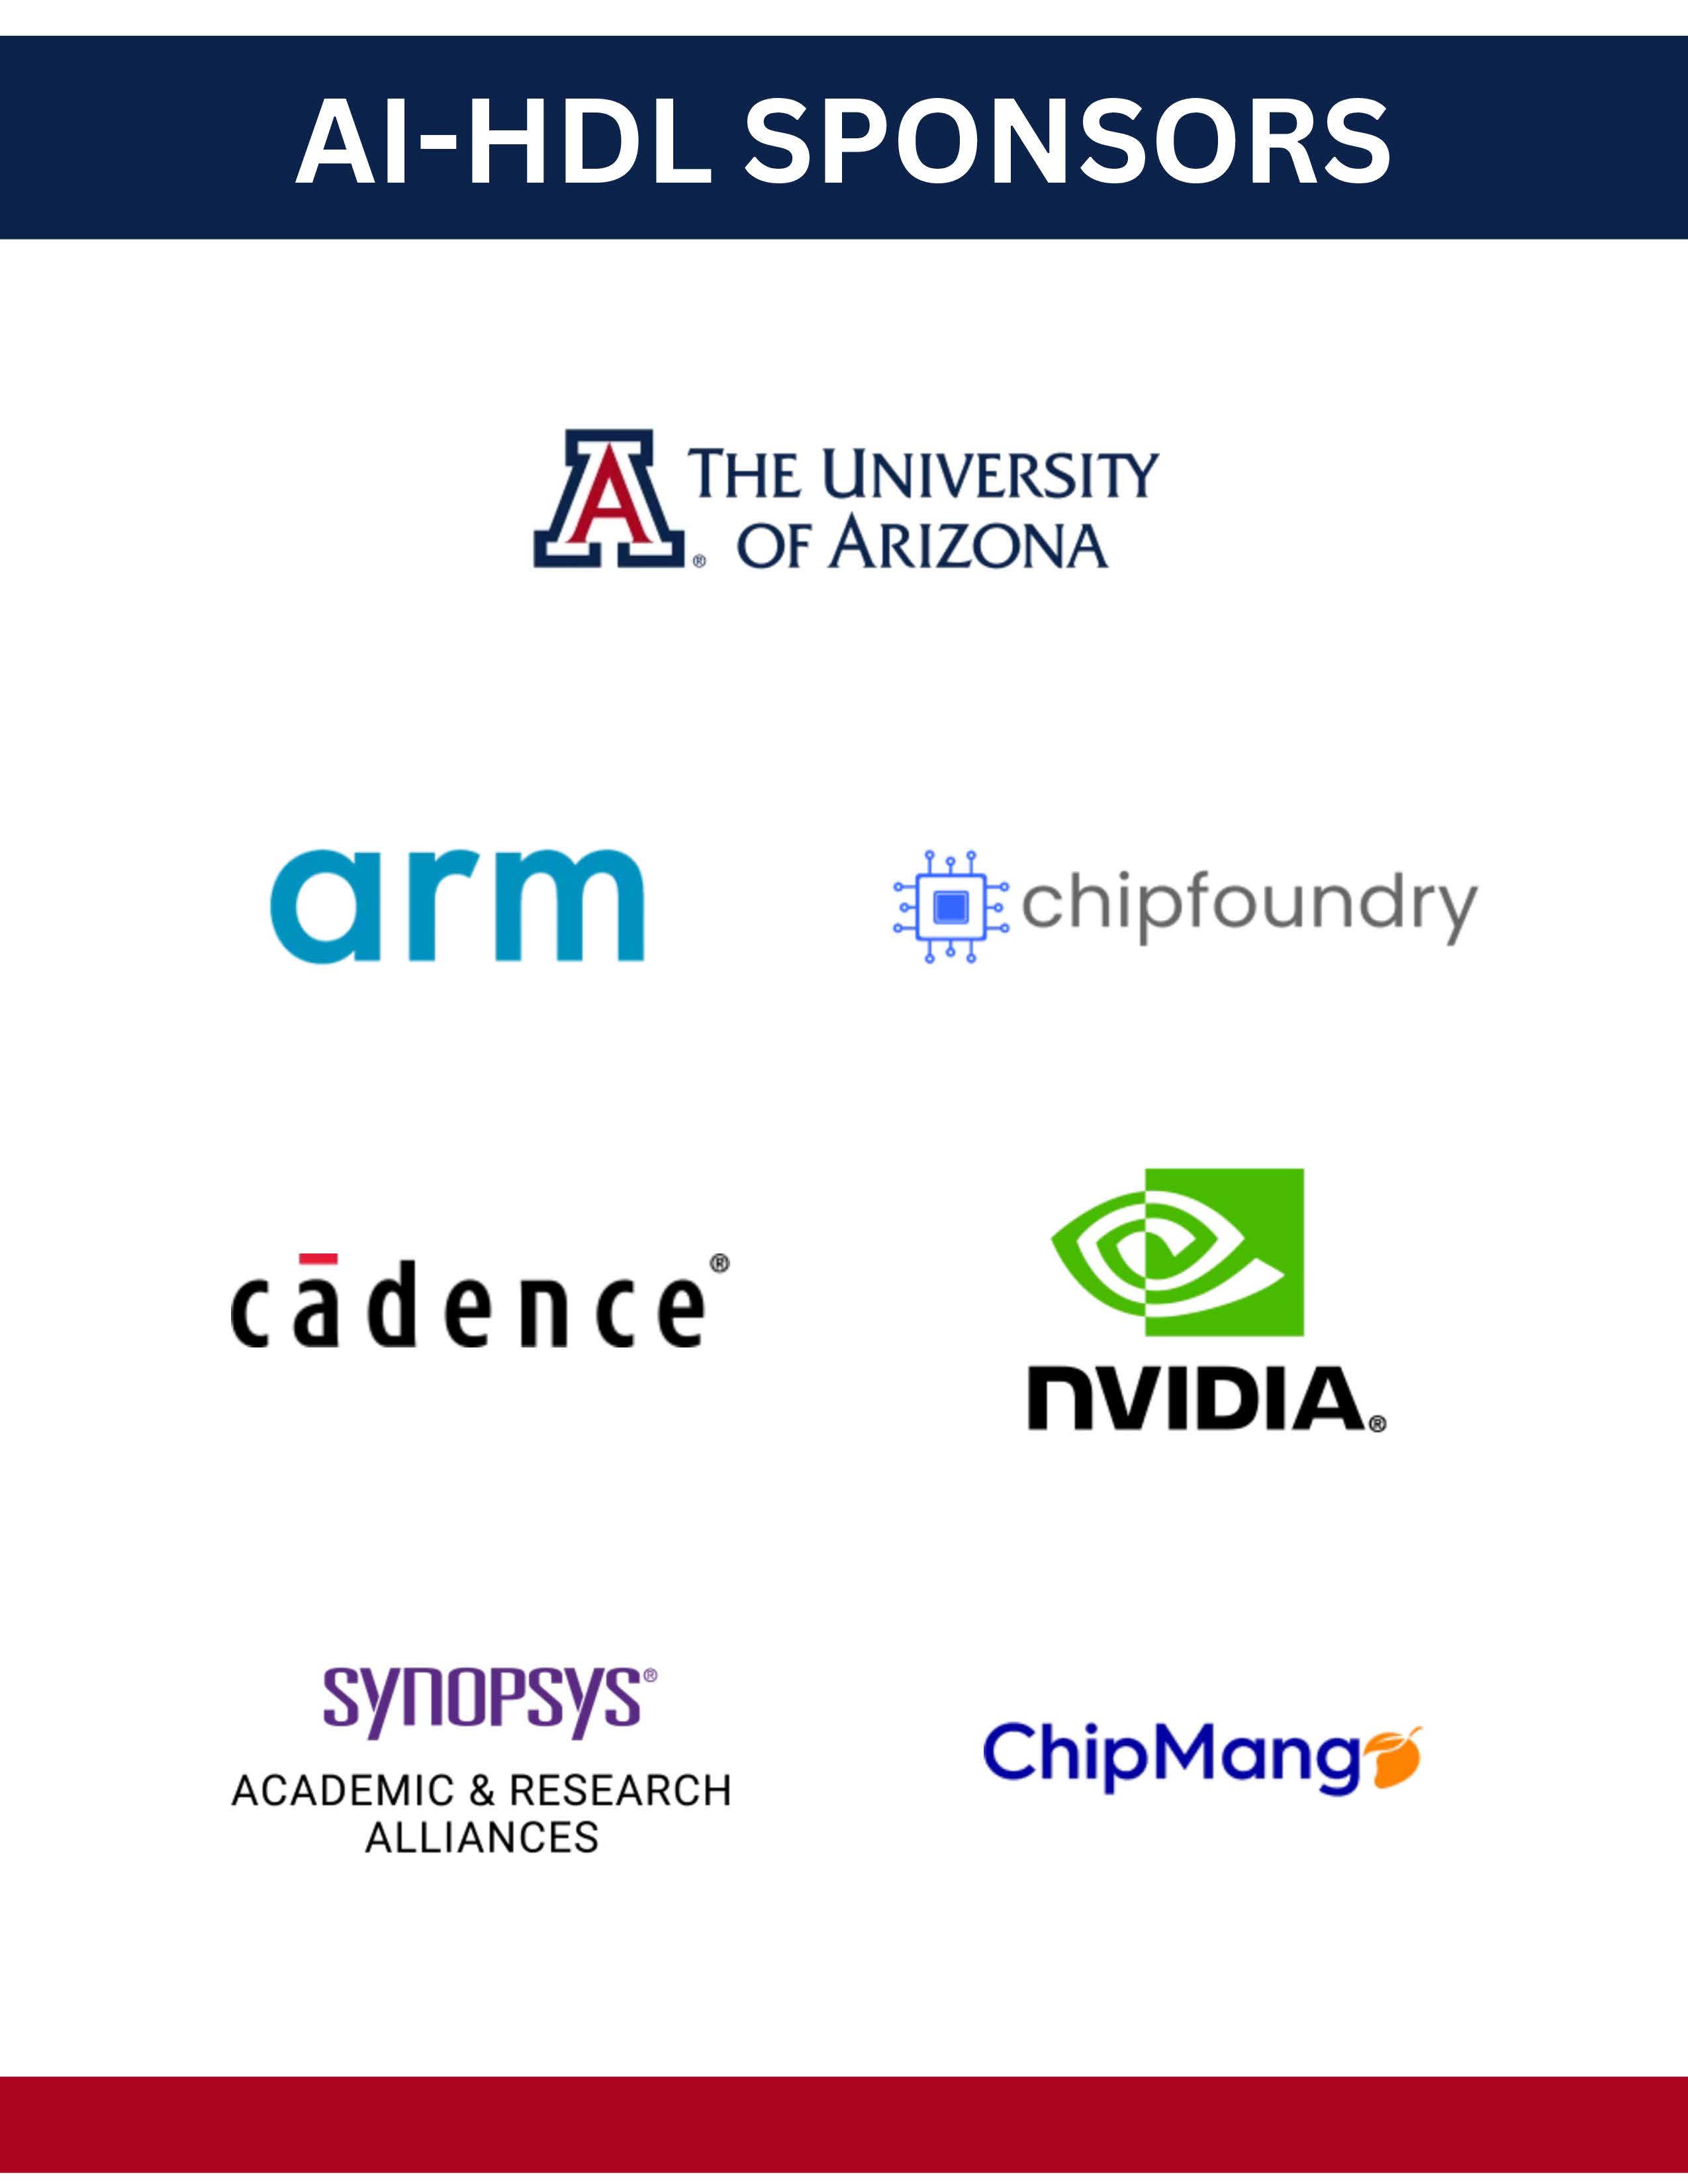 AI-HDL SPONSORS
A® THE UNIVERSITY
OF ARIZONA
arm
chipfoundry
cādence®
NVIDIA®
SYNOPSYS®
ACADEMIC & RESEARCH
ALLIANCES
ChipMango